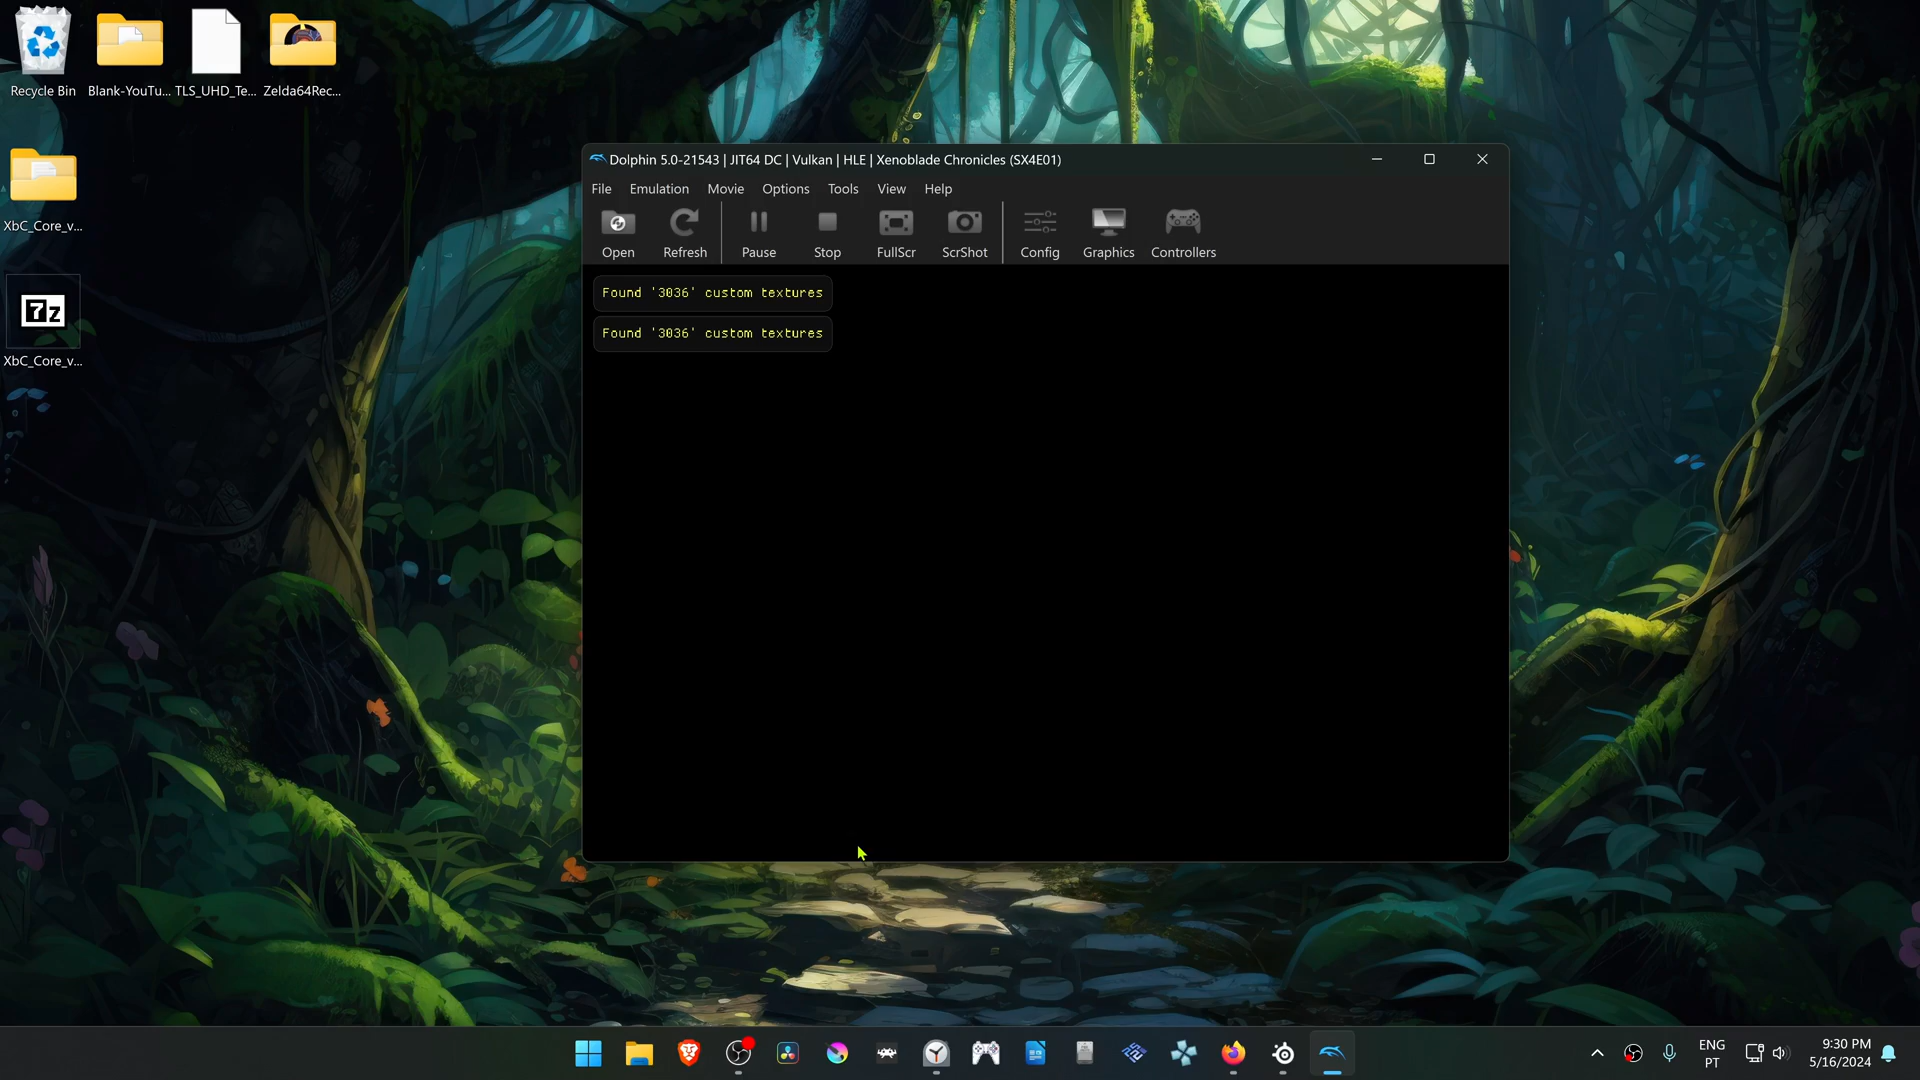 Recycle Bin
Blank-YouTu...
TLS_UHD_Te...
Zelda64Rec...
XbC_Core_v...
7z
XbC_Core_v...
Dolphin 5.0-21543 | JIT64 DC | Vulkan | HLE | Xenoblade Chronicles (SX4E01)
File Emulation Movie Options Tools View Help
Open Refresh Pause Stop FullScr ScrShot Config Graphics Controllers
Found '3036' custom textures
Found '3036' custom textures
ENG
PT
9:30 PM
5/16/2024